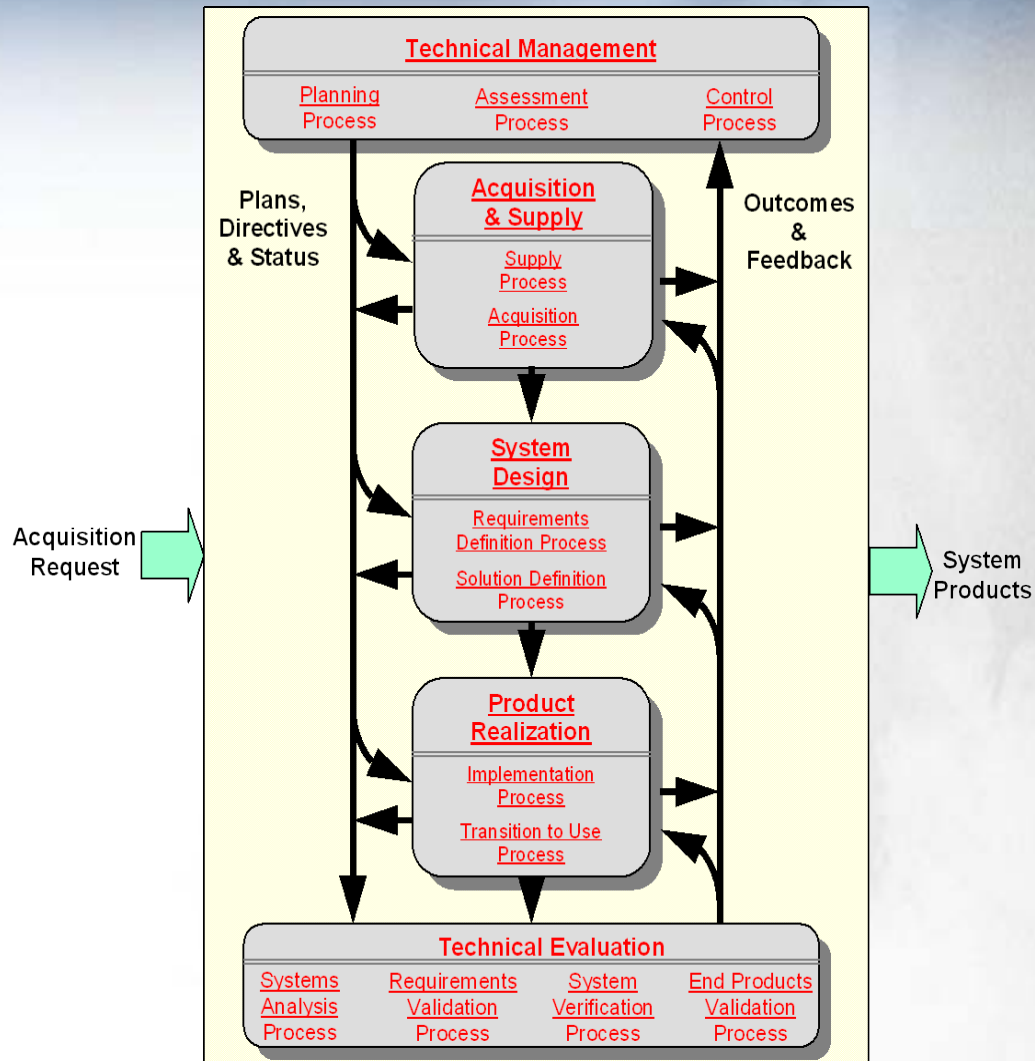 Technical Management
Planning
Process
Assessment
Process
Control
Process
Plans,
Directives
& Status
Acquisition
& Supply
Supply
Process
Acquisition
Process
Outcomes
&
Feedback
System
Design
Requirements
Definition Process
Solution Definition
Process
Acquisition
Request
System
Products
Product
Realization
Implementation
Process
Transition to Use
Process
Technical Evaluation
Systems
Analysis
Process
Requirements
Validation
Process
System
Verification
Process
End Products
Validation
Process